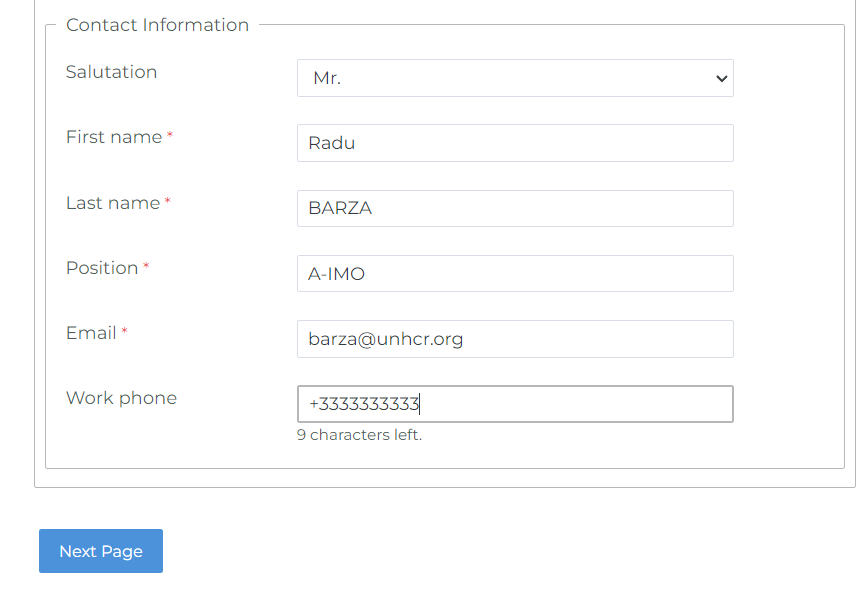 Contact Information
Salutation
Mr.
First name *
Radu
Last name *
BARZA
Position *
A-IMO
Email *
barza@unhcr.org
Work phone
+3333333333
9 characters left.
Next Page